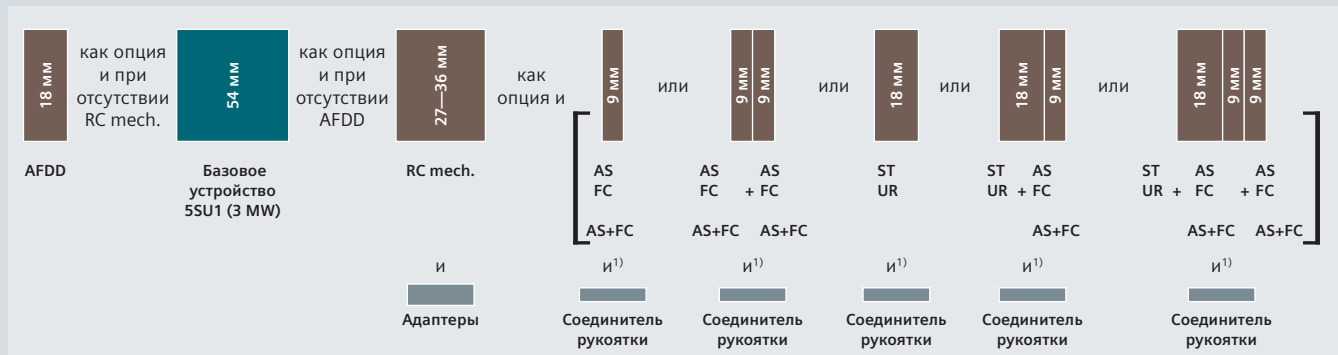 18 мм
как опция
и при
отсутствии
RC mech.
54 мм
как опция
и при
отсутствии
AFDD
27—36 мм
как
опция и
9 мм
или
9 мм
9 мм
или
18 мм
или
18 мм
9 мм
или
18 мм
9 мм
9 мм
AFDD
Базовое
устройство
5SU1 (3 MW)
RC mech.
AS
FC
AS+FC
AS AS
FC + FC
AS+FC AS+FC
ST
UR
ST AS
UR + FC
AS+FC
ST AS AS
UR + FC + FC
AS+FC AS+FC
и
и1)
и1)
и1)
и1)
и1)
Адаптеры
Соединитель
рукоятки
Соединитель
рукоятки
Соединитель
рукоятки
Соединитель
рукоятки
Соединитель
рукоятки